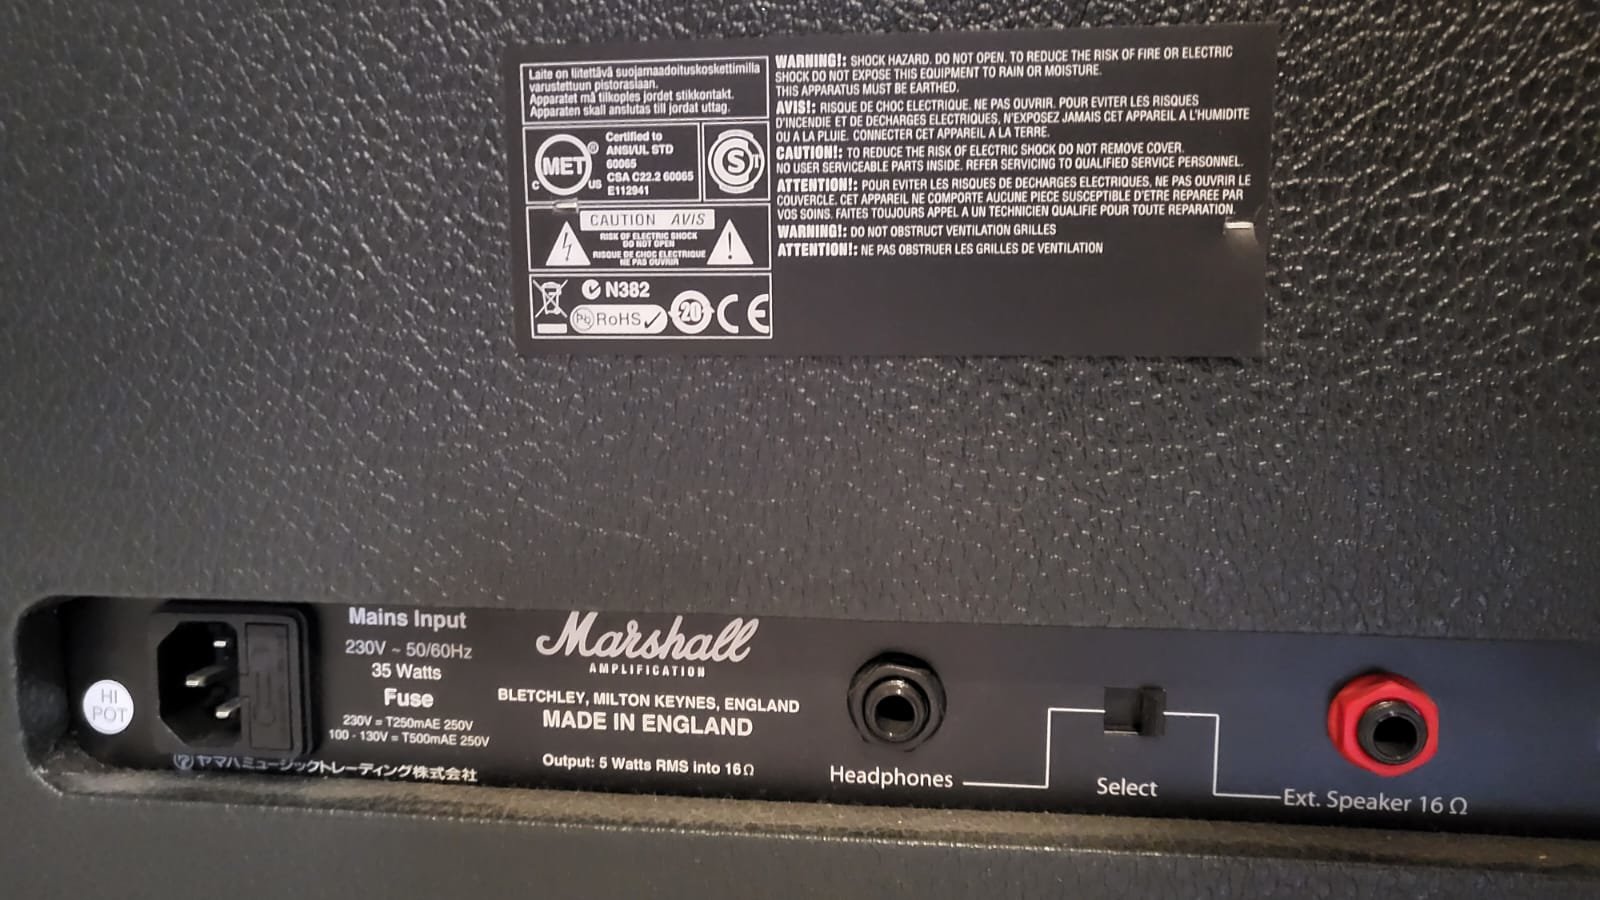 Laite on liitettävä suojamaadoituskoskettimilla
varustettuun pistorasiaan.
Apparatet må tilkoples jordet stikkontakt.
Apparaten skall anslutas till jordat uttag.
MET®
C US
Certified to
ANSI/UL STD
60065
CSA C22.2 60065
E112941
S
CAUTION AVIS
RISK OF ELECTRIC SHOCK
DO NOT OPEN
RISQUE DE CHOC ELECTRIQUE
NE PAS OUVRIR
N382
Pb RoHS ✓ 20 CE
WARNING!: SHOCK HAZARD. DO NOT OPEN. TO REDUCE THE RISK OF FIRE OR ELECTRIC
SHOCK DO NOT EXPOSE THIS EQUIPMENT TO RAIN OR MOISTURE.
THIS APPARATUS MUST BE EARTHED.
AVIS!: RISQUE DE CHOC ELECTRIQUE. NE PAS OUVRIR. POUR EVITER LES RISQUES
D'INCENDIE ET DE DECHARGES ELECTRIQUES, N'EXPOSEZ JAMAIS CET APPAREIL A L'HUMIDITE
OU A LA PLUIE. CONNECTER CET APPAREIL A LA TERRE.
CAUTION!: TO REDUCE THE RISK OF ELECTRIC SHOCK DO NOT REMOVE COVER.
NO USER SERVICEABLE PARTS INSIDE. REFER SERVICING TO QUALIFIED SERVICE PERSONNEL.
ATTENTION!: POUR EVITER LES RISQUES DE DECHARGES ELECTRIQUES, NE PAS OUVRIR LE
COUVERCLE. CET APPAREIL NE COMPORTE AUCUNE PIECE SUSCEPTIBLE D'ETRE REPAREE PAR
VOS SOINS. FAITES TOUJOURS APPEL A UN TECHNICIEN QUALIFIE POUR TOUTE REPARATION.
WARNING!: DO NOT OBSTRUCT VENTILATION GRILLES
ATTENTION!: NE PAS OBSTRUER LES GRILLES DE VENTILATION
HI
POT
Mains Input
230V ~ 50/60Hz
35 Watts
Fuse
230V = T250mAE 250V
100 - 130V = T500mAE 250V
ヤマハミュージックトレーディング株式会社
Marshall
AMPLIFICATION
BLETCHLEY, MILTON KEYNES, ENGLAND
MADE IN ENGLAND
Output: 5 Watts RMS into 16Ω
Headphones
Select
Ext. Speaker 16 Ω